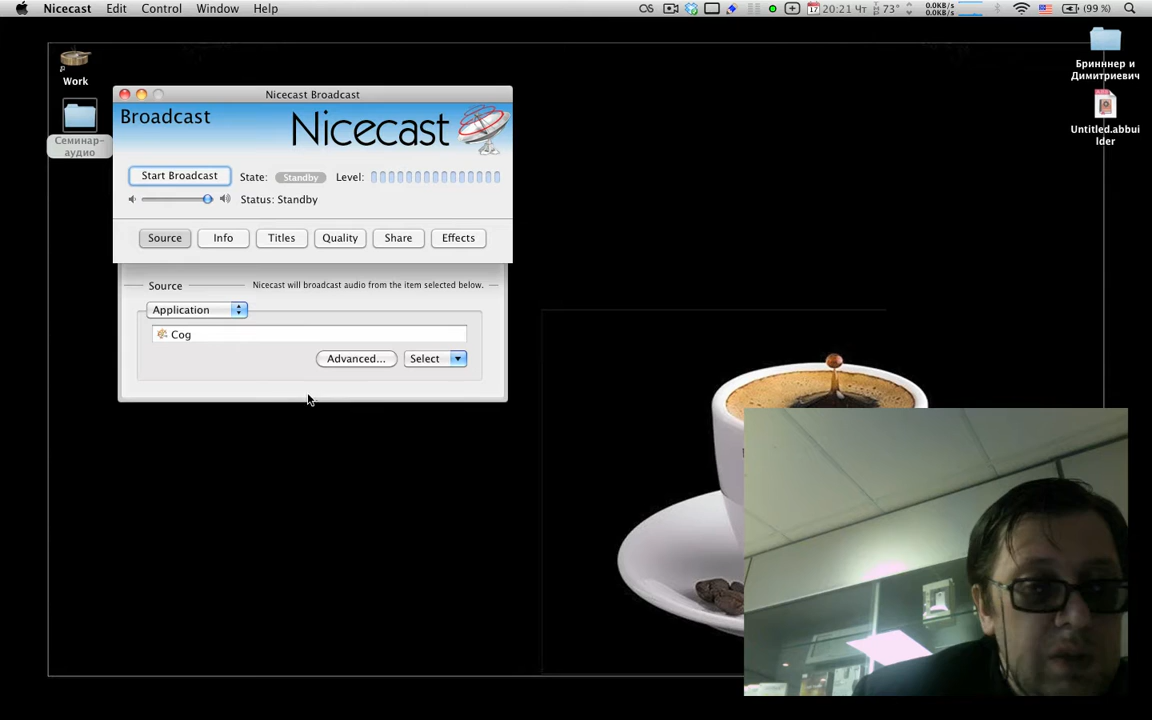 Nicecast Edit Control Window Help
20:21 Чт 73° 0.0KB/s 0.0KB/s (99 %)
Work
Семинар-
аудио
Бриннер и
Димитриевич
Untitled.abbui
lder
Nicecast Broadcast
Broadcast
Nicecast
Start Broadcast State: Standby Level:
Status: Standby
Source Info Titles Quality Share Effects
Source Nicecast will broadcast audio from the item selected below.
Application
Cog
Advanced... Select